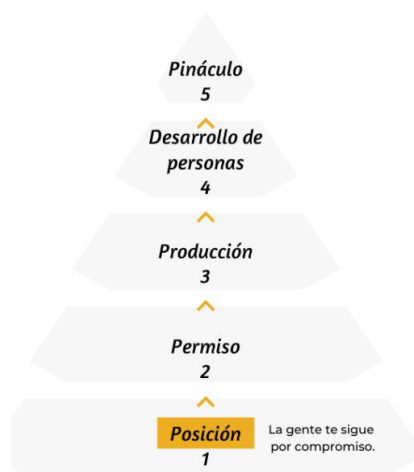 Pináculo
5
Desarrollo de
personas
4
Producción
3
Permiso
2
Posición
1
La gente te sigue
por compromiso.